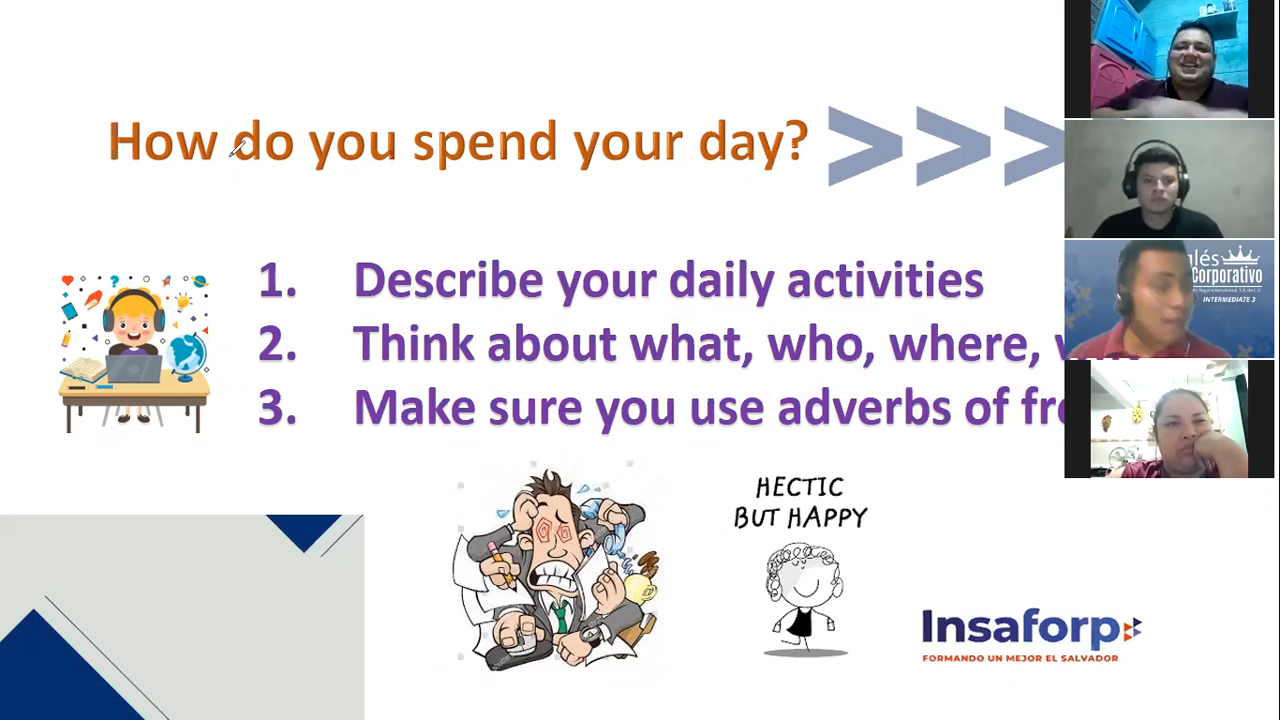 How do you spend your day? >>>
1. Describe your daily activities
2. Think about what, who, where,
3. Make sure you use adverbs of
HECTIC
BUT HAPPY
Insaforp
FORMANDO UN MEJOR EL SALVADOR
glés
Corporativo
INTERMEDIATE 3